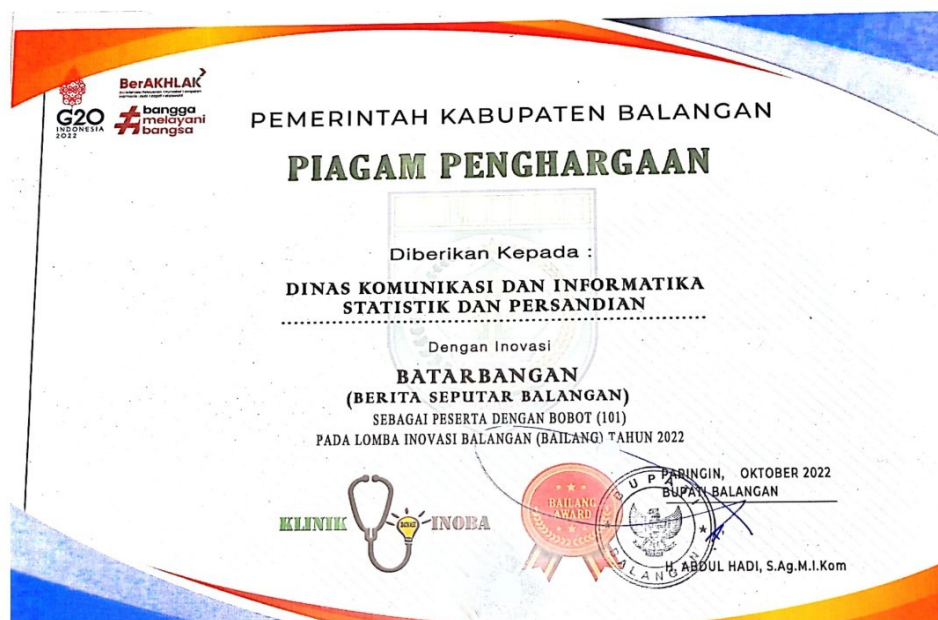 G20
INDONESIA
2022
BerAKHLAK
#bangga
melayani
bangsa
PEMERINTAH KABUPATEN BALANGAN
PIAGAM PENGHARGAAN
Diberikan Kepada :
DINAS KOMUNIKASI DAN INFORMATIKA
STATISTIK DAN PERSANDIAN
Dengan Inovasi
BATARBANGAN
(BERITA SEPUTAR BALANGAN)
SEBAGAI PESERTA DENGAN BOBOT (101)
PADA LOMBA INOVASI BALANGAN (BAILANG) TAHUN 2022
PARINGIN, OKTOBER 2022
BUPATI BALANGAN
KLINIK
INOBA
BAILANG
AWARD
BUPATI
BALANGAN
H. ABDUL HADI, S.Ag.M.I.Kom